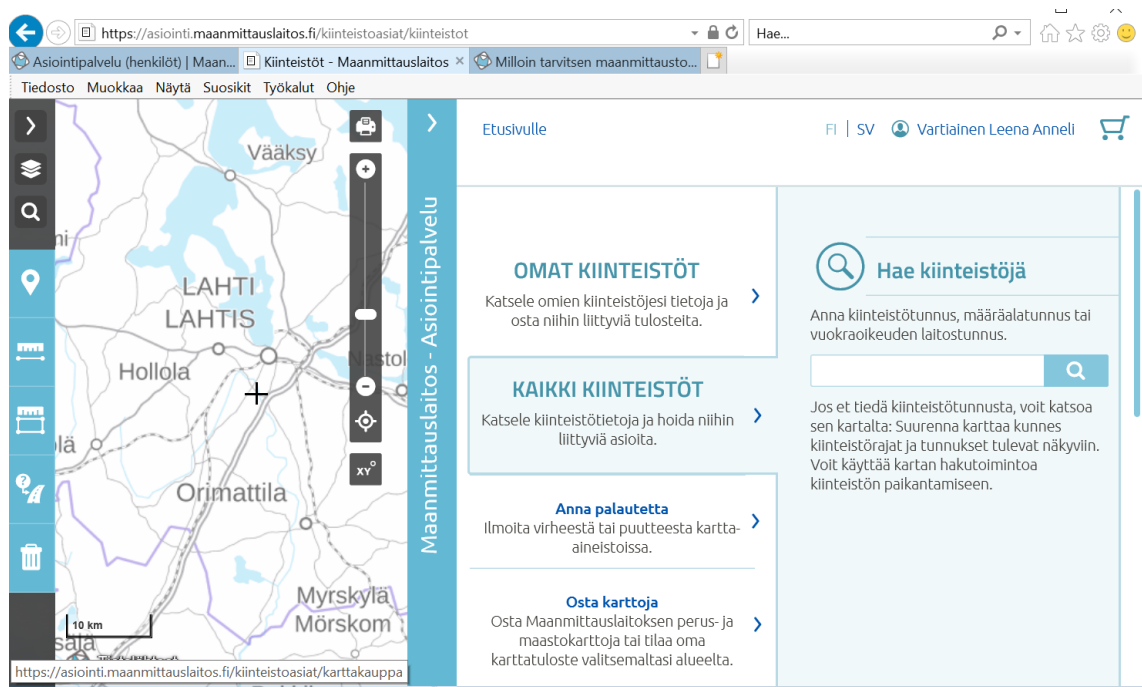 https://asiointi.maanmittauslaitos.fi/kiinteistoasiat/kiinteistot
Hae...
Asiointipalvelu (henkilöt) | Maan...
Kiinteistöt - Maanmittauslaitos
Milloin tarvitsen maanmittausto...
Tiedosto Muokkaa Näytä Suosikit Työkalut Ohje
Vääksy
mi
LAHTI
LAHTIS
Nastol
Hollola
lä
Orimattila
Myrskylä
Mörskom
10 km
sälä
XY°
https://asiointi.maanmittauslaitos.fi/kiinteistoasiat/karttakauppa
Maanmittauslaitos - Asiointipalvelu
Etusivulle
FI | SV Vartiainen Leena Anneli
OMAT KIINTEISTÖT
Katsele omien kiinteistöjesi tietoja ja
osta niihin liittyviä tulosteita.
KAIKKI KIINTEISTÖT
Katsele kiinteistötietoja ja hoida niihin
liittyviä asioita.
Anna palautetta
Ilmoita virheestä tai puutteesta kartta-
aineistoissa.
Osta karttoja
Osta Maanmittauslaitoksen perus- ja
maastokarttoja tai tilaa oma
karttatuloste valitsemaltasi alueelta.
Hae kiinteistöjä
Anna kiinteistötunnus, määräalatunnus tai
vuokraoikeuden laitostunnus.
Jos et tiedä kiinteistötunnusta, voit katsoa
sen kartalta: Suurenna karttaa kunnes
kiinteistörajat ja tunnukset tulevat näkyviin.
Voit käyttää kartan hakutoimintoa
kiinteistön paikantamiseen.